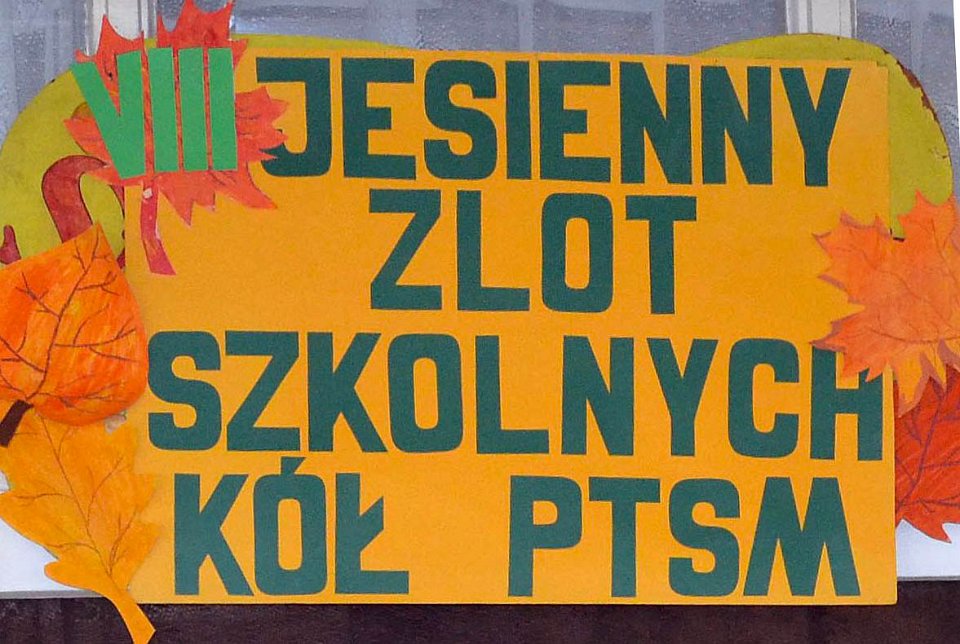 VIII JESIENNY
ZLOT
SZKOLNYCH
KÓŁ PTSM